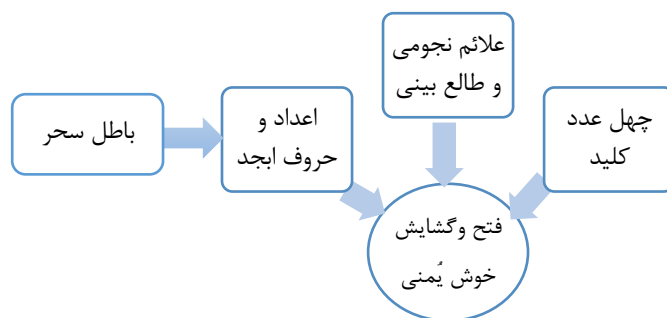 علائم نجومی
و طالع بینی
چهل عدد
کلید
اعداد و
حروف ابجد
باطل سحر
فتح وگشایش
خوش یُمنی